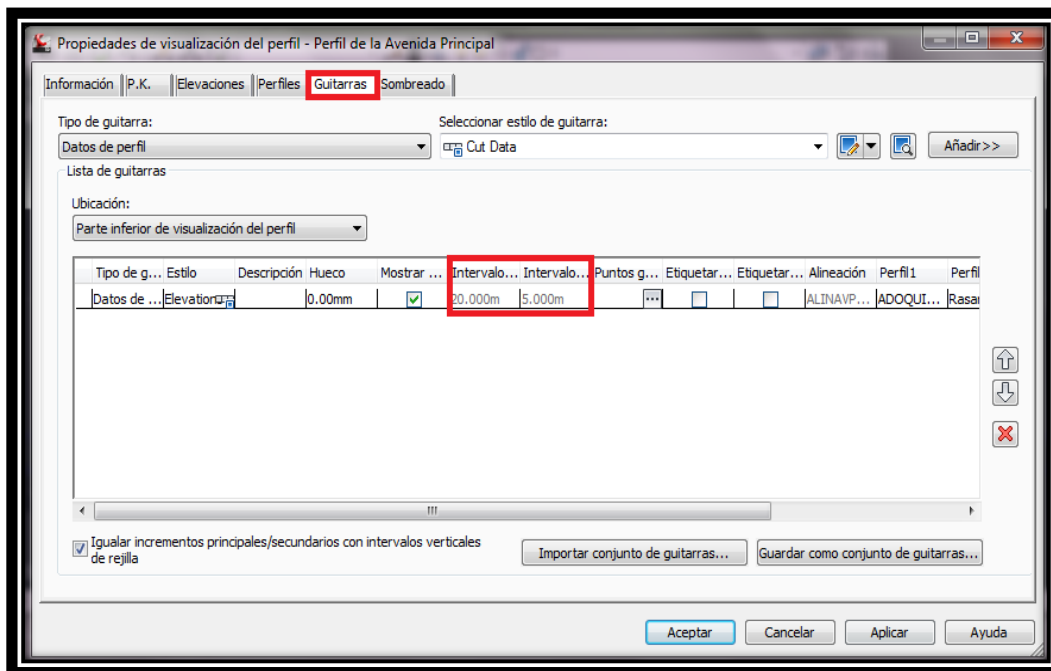 Propiedades de visualización del perfil - Perfil de la Avenida Principal
Información P.K. Elevaciones Perfiles Guitarras Sombreado
Tipo de guitarra: Seleccionar estilo de guitarra:
Datos de perfil Cut Data Añadir>>
Lista de guitarras
Ubicación:
Parte inferior de visualización del perfil
Tipo de g... Estilo Descripción Hueco Mostrar ... Intervalo... Intervalo... Puntos g... Etiquetar... Etiquetar... Alineación Perfil1 Perfil
Datos de ... Elevation 0.00mm 20.000m 5.000m ... ALINAVP... ADOQUI... Rasar
Igualar incrementos principales/secundarios con intervalos verticales
de rejilla
Importar conjunto de guitarras... Guardar como conjunto de guitarras...
Aceptar Cancelar Aplicar Ayuda